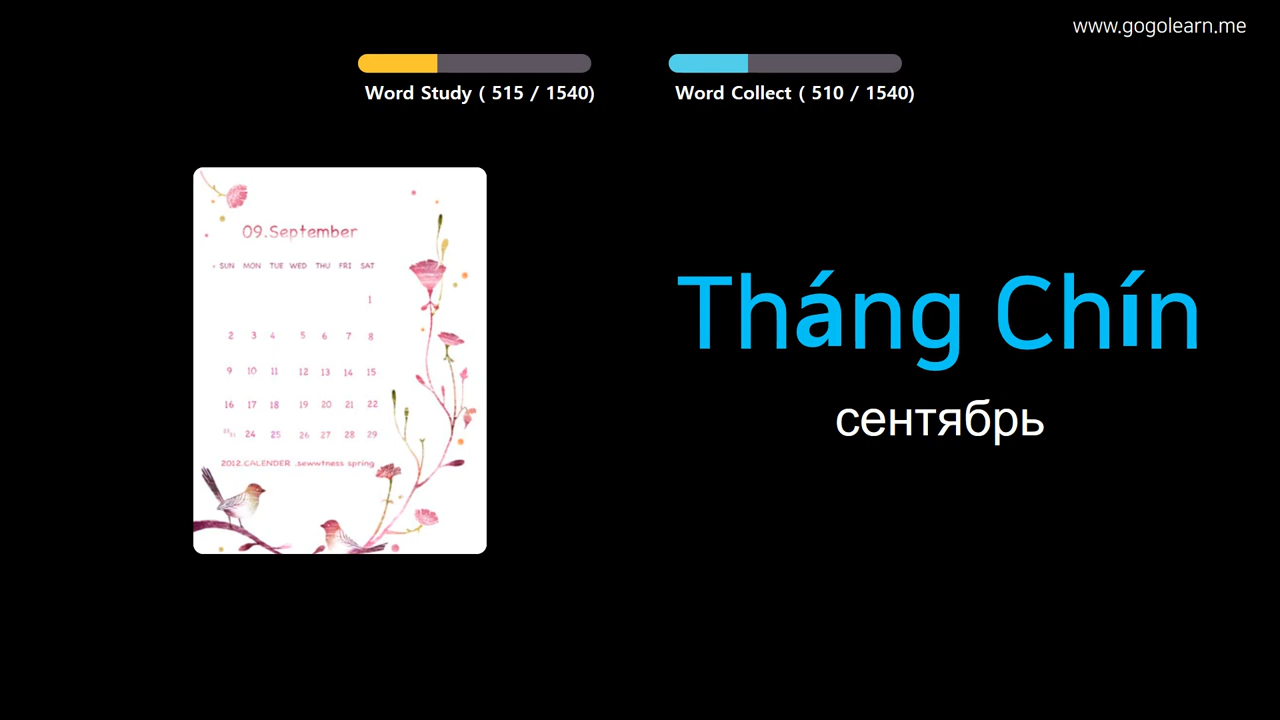 www.gogolearn.me
Word Study ( 515 / 1540)
Word Collect ( 510 / 1540)
09.September
SUN MON TUE WED THU FRI SAT
1
2 3 4 5 6 7 8
9 10 11 12 13 14 15
16 17 18 19 20 21 22
24 25 26 27 28 29
2012.CALENDER .sewwtness spring
Tháng Chín
сентябрь